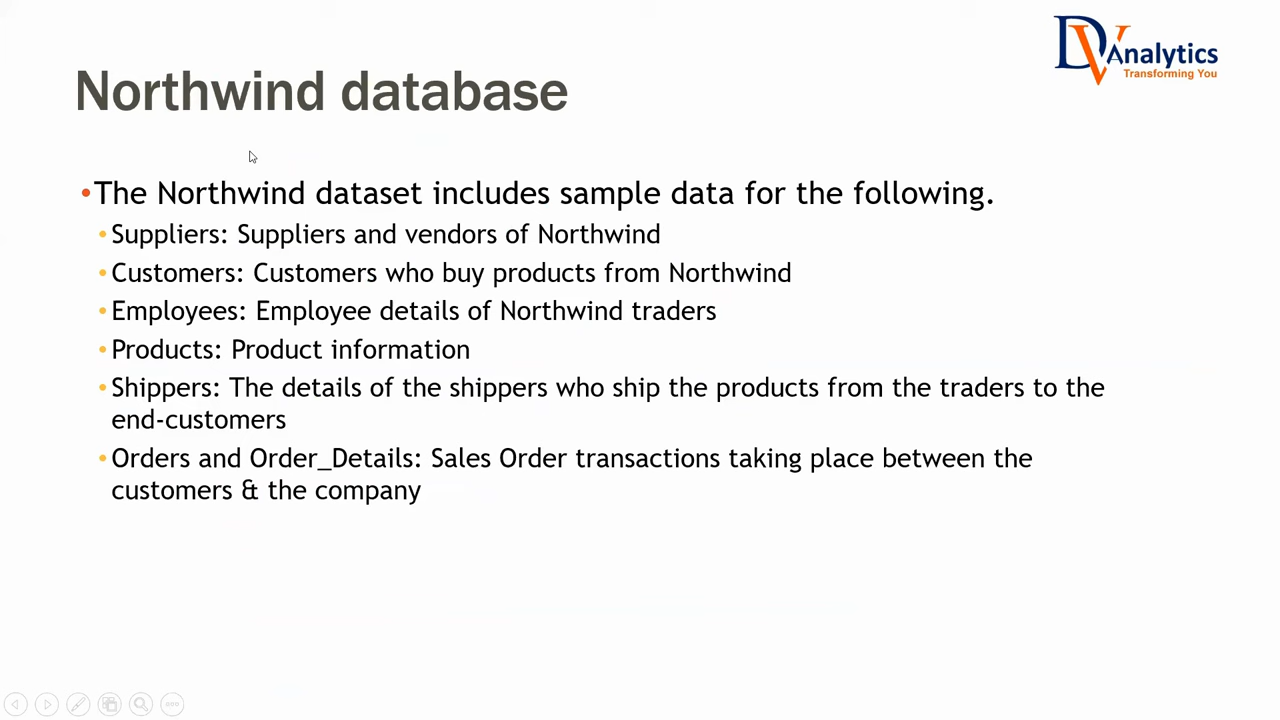 DV Analytics
Transforming You
Northwind database
•The Northwind dataset includes sample data for the following.
•Suppliers: Suppliers and vendors of Northwind
•Customers: Customers who buy products from Northwind
•Employees: Employee details of Northwind traders
•Products: Product information
•Shippers: The details of the shippers who ship the products from the traders to the
end-customers
•Orders and Order_Details: Sales Order transactions taking place between the
customers & the company